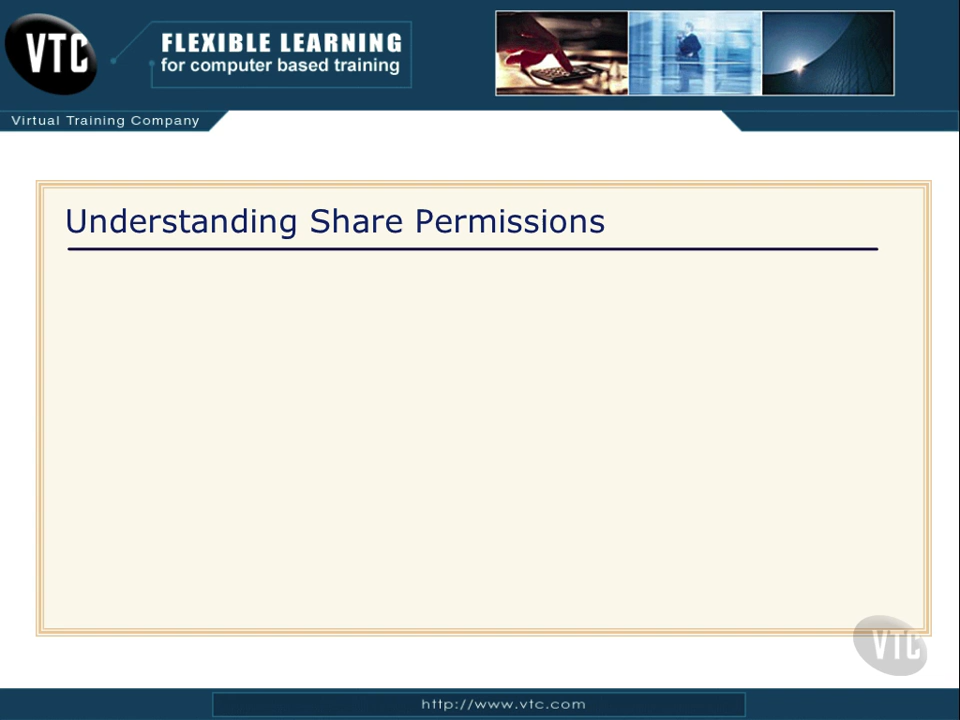 VTC
FLEXIBLE LEARNING
for computer based training
Virtual Training Company
Understanding Share Permissions
VTC
http://www.vtc.com